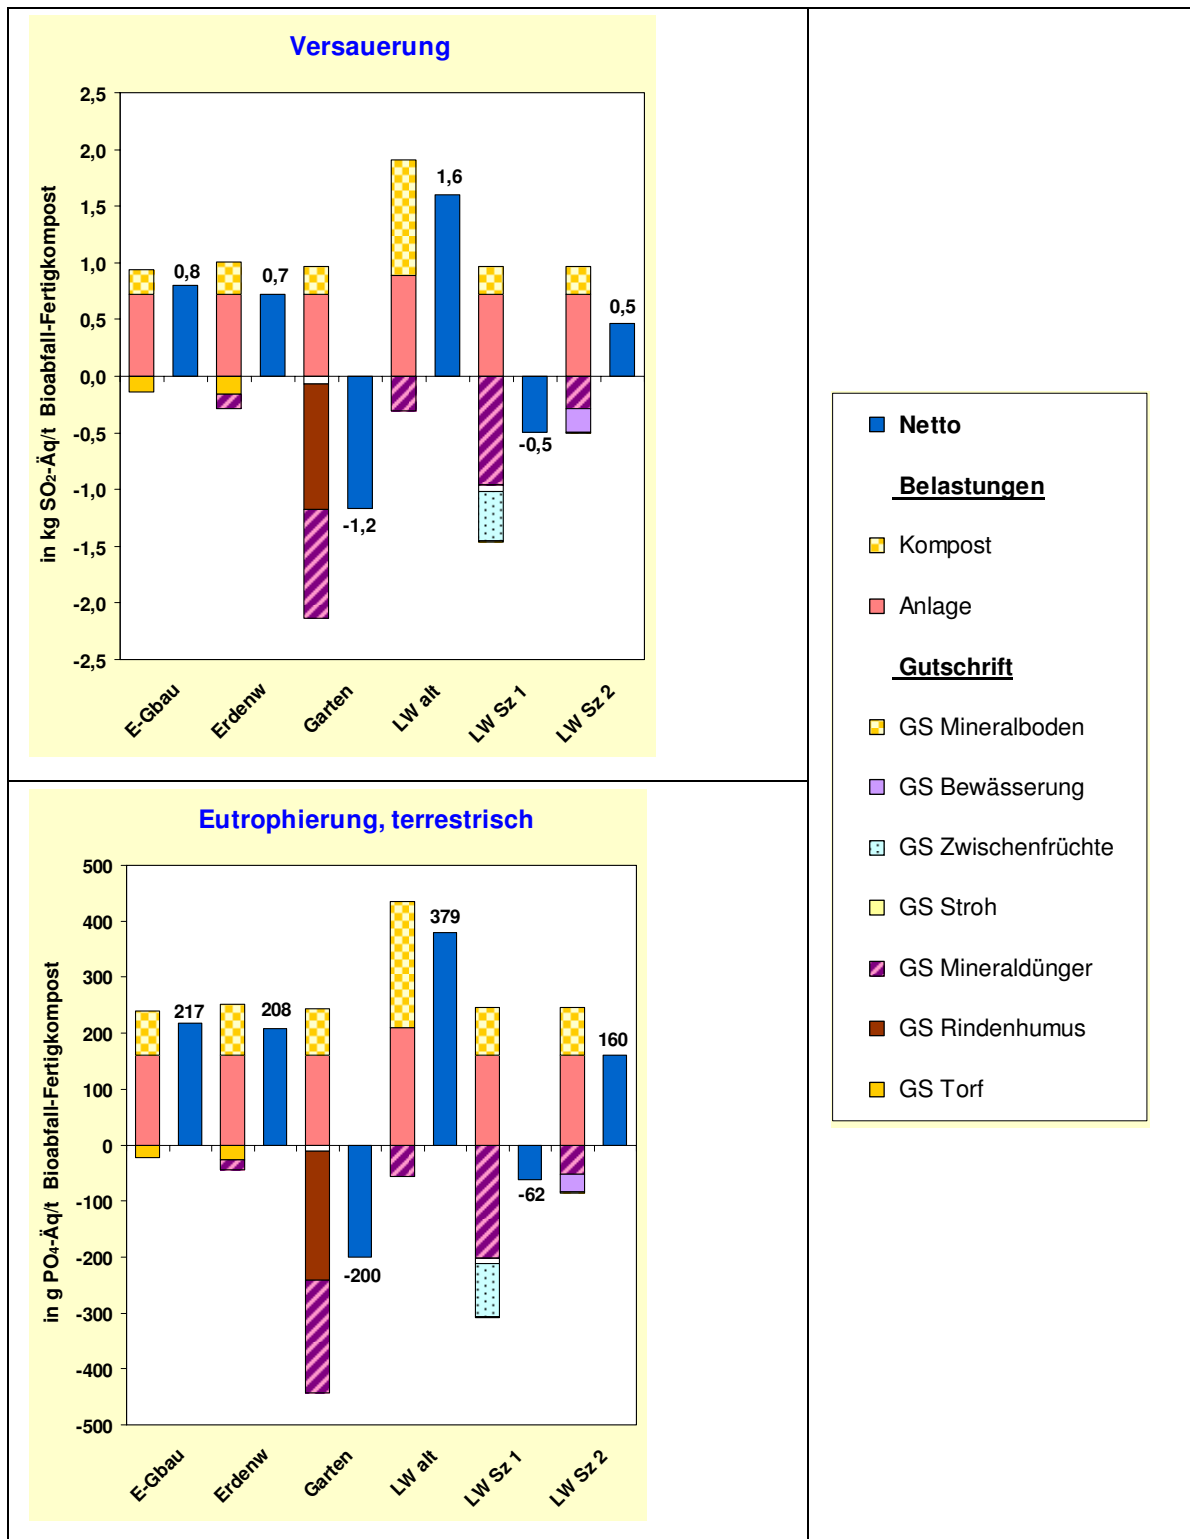 Versauerung
in kg SO₂-Äq/t Bioabfall-Fertigkompost
2,5
2,0
1,5
1,0
0,5
0,0
-0,5
-1,0
-1,5
-2,0
-2,5
0,8
0,7
-1,2
1,6
-0,5
0,5
E-Gbau
Erdenw
Garten
LW alt
LW Sz 1
LW Sz 2
Eutrophierung, terrestrisch
in g PO₄-Äq/t Bioabfall-Fertigkompost
500
400
300
200
100
0
-100
-200
-300
-400
-500
217
208
-200
379
-62
160
E-Gbau
Erdenw
Garten
LW alt
LW Sz 1
LW Sz 2
Netto
Belastungen
Kompost
Anlage
Gutschrift
GS Mineralboden
GS Bewässerung
GS Zwischenfrüchte
GS Stroh
GS Mineraldünger
GS Rindenhumus
GS Torf